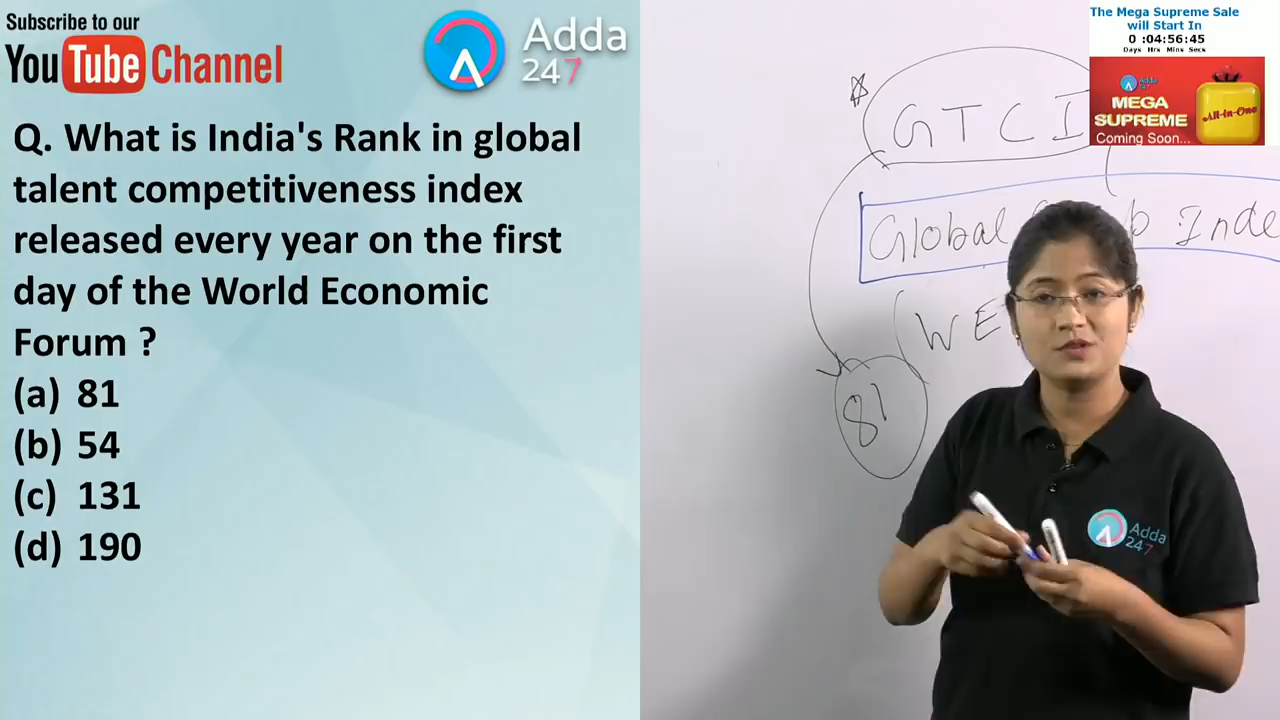 Subscribe to our
YouTube Channel
Adda
247
Q. What is India's Rank in global
talent competitiveness index
released every year on the first
day of the World Economic
Forum ?
(a) 81
(b) 54
(c) 131
(d) 190
The Mega Supreme Sale
will Start In
0 :04:56:45
Days Hrs Mins Secs
Adda
247
MEGA
SUPREME
Coming Soon...
All-in-One
GTCI
Global
WE
81
Adda
247